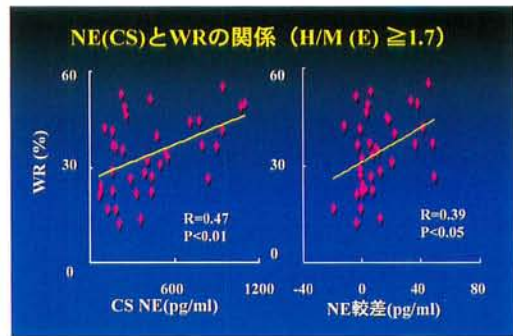 NE(CS)とWRの関係（H/M (E) ≧1.7）
WR (%)
60
30
0
R=0.47
P<0.01
600
1200
CS NE(pg/ml)
60
30
0
R=0.39
P<0.05
-40
0
40
80
NE較差(pg/ml)